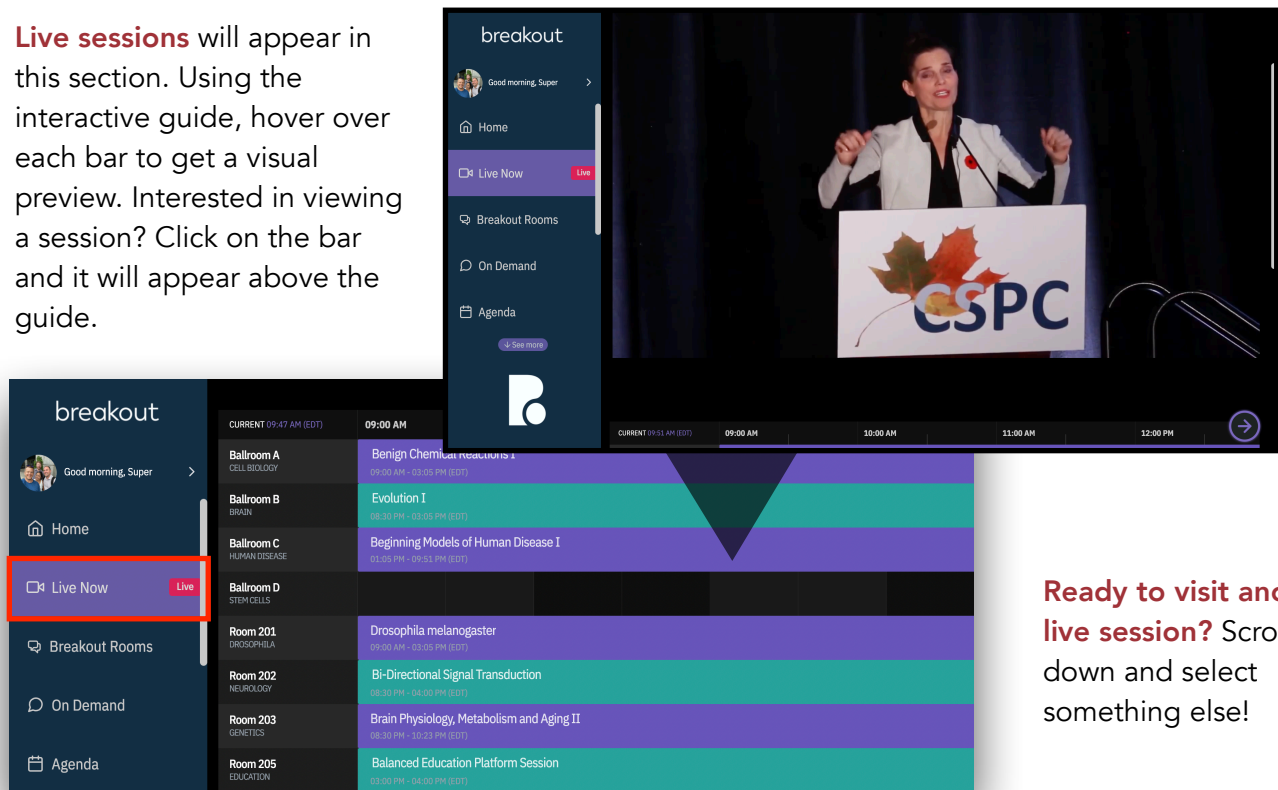 Live sessions will appear in
this section. Using the
interactive guide, hover over
each bar to get a visual
preview. Interested in viewing
a session? Click on the bar
and it will appear above the
guide.
breakout
Good morning, Super
Home
Live Now Live
Breakout Rooms
On Demand
Agenda
↓ See more
CSPC
CURRENT 09:51 AM (EDT) 09:00 AM 10:00 AM 11:00 AM 12:00 PM
breakout
Good morning, Super
Home
Live Now Live
Breakout Rooms
On Demand
Agenda
CURRENT 09:47 AM (EDT) 09:00 AM
Ballroom A Benign Chemical Reactions I
CELL BIOLOGY 09:00 AM - 03:05 PM (EDT)
Ballroom B Evolution I
BRAIN 08:30 PM - 03:05 PM (EDT)
Ballroom C Beginning Models of Human Disease I
HUMAN DISEASE 01:05 PM - 09:51 PM (EDT)
Ballroom D
STEM CELLS
Room 201 Drosophila melanogaster
DROSOPHILA 09:00 AM - 03:05 PM (EDT)
Room 202 Bi-Directional Signal Transduction
NEUROLOGY 08:30 PM - 04:00 PM (EDT)
Room 203 Brain Physiology, Metabolism and Aging II
GENETICS 08:30 PM - 10:23 PM (EDT)
Room 205 Balanced Education Platform Session
EDUCATION 03:00 PM - 04:00 PM (EDT)
Ready to visit ano
live session? Scro
down and select
something else!